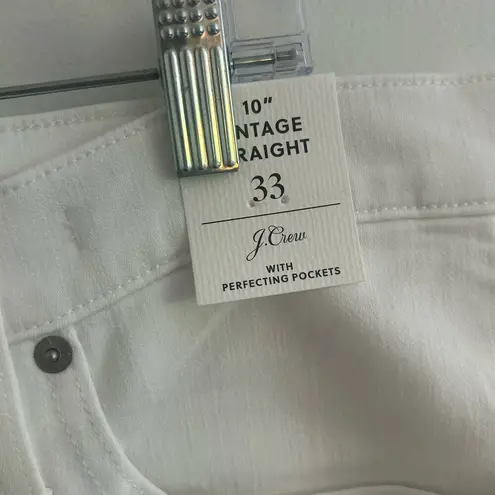 10"
NTAGE
RAIGHT
33
J.Crew
WITH
PERFECTING POCKETS